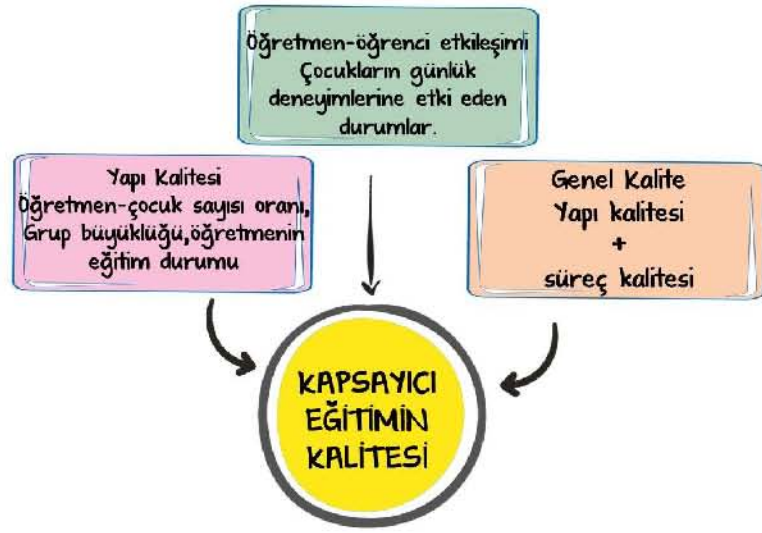 Öğretmen-öğrenci etkileşimi
Çocukların günlük
deneyimlerine etki eden
durumlar.
Yapı Kalitesi
Öğretmen-çocuk sayısı oranı,
Grup büyüklüğü,öğretmenin
eğitim durumu
Genel Kalite
Yapı kalitesi
+
süreç kalitesi
KAPSAYICI
EĞİTİMİN
KALİTESİ